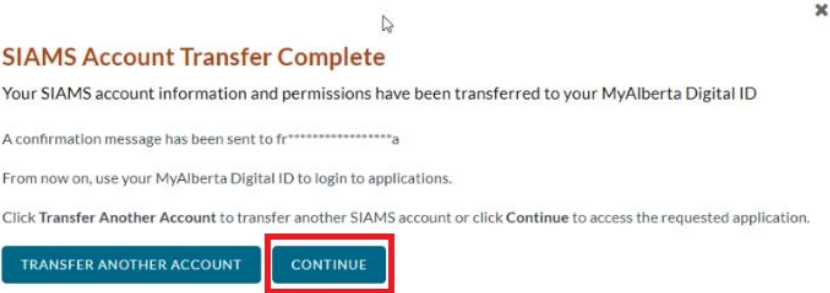 SIAMS Account Transfer Complete
Your SIAMS account information and permissions have been transferred to your MyAlberta Digital ID
A confirmation message has been sent to fr*****************a
From now on, use your MyAlberta Digital ID to login to applications.
Click Transfer Another Account to transfer another SIAMS account or click Continue to access the requested application.
TRANSFER ANOTHER ACCOUNT CONTINUE